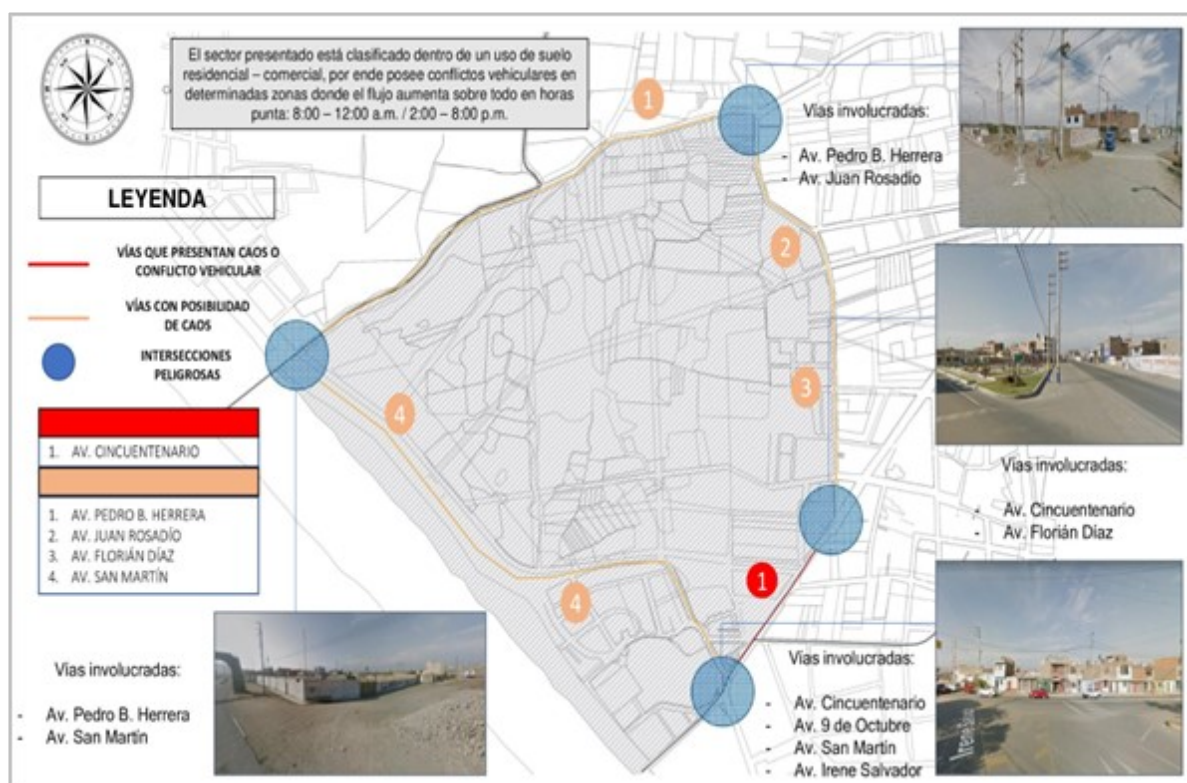 El sector presentado está clasificado dentro de un uso de suelo
residencial – comercial, por ende posee conflictos vehiculares en
determinadas zonas donde el flujo aumenta sobre todo en horas
punta: 8:00 – 12:00 a.m. / 2:00 – 8:00 p.m.
LEYENDA
VÍAS QUE PRESENTAN CAOS O
CONFLICTO VEHICULAR
VÍAS CON POSIBILIDAD
DE CAOS
INTERSECCIONES
PELIGROSAS
1. AV. CINCUENTENARIO
1. AV. PEDRO B. HERRERA
2. AV. JUAN ROSADÍO
3. AV. FLORIÁN DÍAZ
4. AV. SAN MARTÍN
1
2
3
4
4
1
Vías involucradas:
- Av. Pedro B. Herrera
- Av. Juan Rosadío
Vías involucradas:
- Av. Cincuentenario
- Av. Florián Díaz
Vías involucradas:
- Av. Pedro B. Herrera
- Av. San Martín
Vías involucradas:
- Av. Cincuentenario
- Av. 9 de Octubre
- Av. San Martín
- Av. Irene Salvador